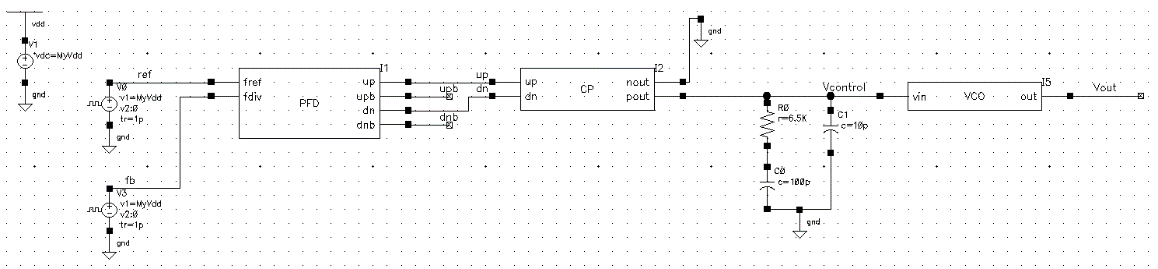 vdd
V1
vdc=MyVdd
gnd
ref
V0
v1=MyVdd
v2:0
tr=1p
gnd
fb
V3
v1=MyVdd
v2:0
tr=1p
gnd
I1
fref
fdiv
PFD
up
upb
dn
dnb
up
upb
dn
dnb
I2
up
dn
CP
nout
pout
gnd
R0
r=6.5K
C0
c=100p
gnd
Vcontrol
C1
c=10p
I5
vin
VCO
out
Vout